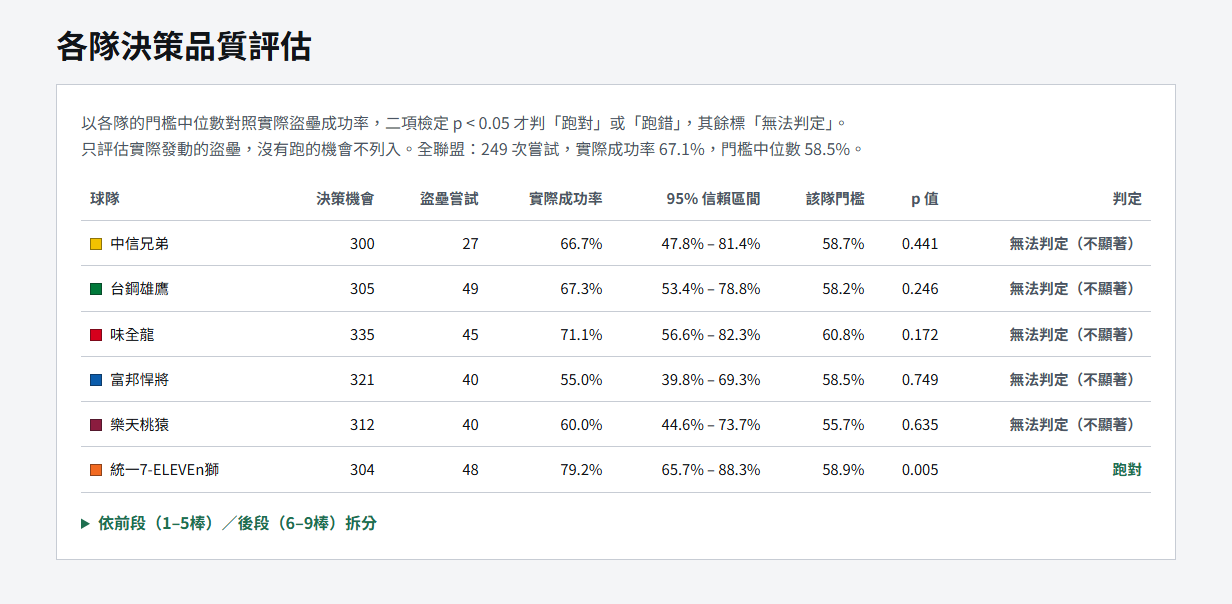 各隊決策品質評估
以各隊的門檻中位數對照實際盜壘成功率，二項檢定 p < 0.05 才判「跑對」或「跑錯」，其餘標「無法判定」。
只評估實際發動的盜壘，沒有跑的機會不列入。全聯盟：249 次嘗試，實際成功率 67.1%，門檻中位數 58.5%。
球隊 決策機會 盜壘嘗試 實際成功率 95% 信賴區間 該隊門檻 p 值 判定
中信兄弟 300 27 66.7% 47.8% – 81.4% 58.7% 0.441 無法判定（不顯著）
台鋼雄鷹 305 49 67.3% 53.4% – 78.8% 58.2% 0.246 無法判定（不顯著）
味全龍 335 45 71.1% 56.6% – 82.3% 60.8% 0.172 無法判定（不顯著）
富邦悍將 321 40 55.0% 39.8% – 69.3% 58.5% 0.749 無法判定（不顯著）
樂天桃猿 312 40 60.0% 44.6% – 73.7% 55.7% 0.635 無法判定（不顯著）
統一7-ELEVEn獅 304 48 79.2% 65.7% – 88.3% 58.9% 0.005 跑對
▶ 依前段（1–5棒）／後段（6–9棒）拆分